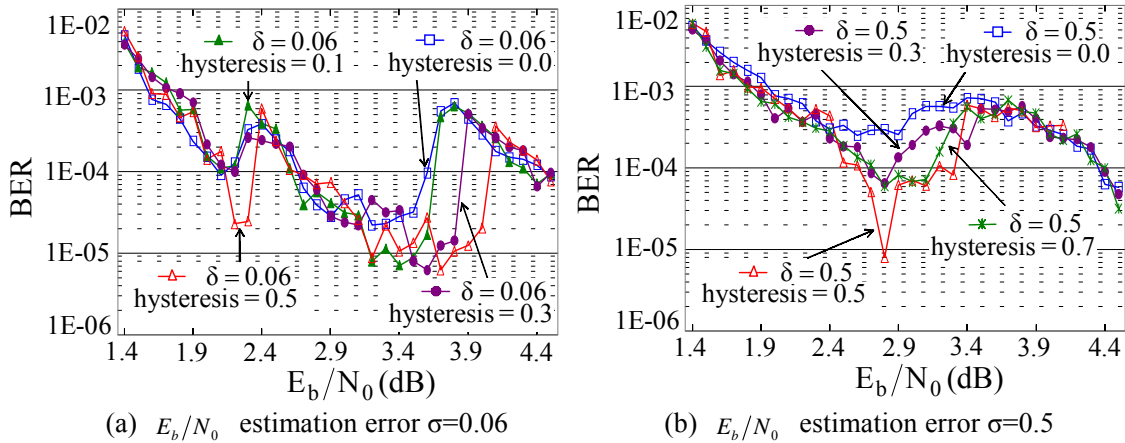 1E-02
1E-03
1E-04
1E-05
1E-06
BER
δ = 0.06
hysteresis = 0.1
δ = 0.06
hysteresis = 0.0
δ = 0.06
hysteresis = 0.5
δ = 0.06
hysteresis = 0.3
1.4 1.9 2.4 2.9 3.4 3.9 4.4
E_b/N_0 (dB)
(a) E_b/N_0 estimation error σ=0.06
1E-02
1E-03
1E-04
1E-05
1E-06
BER
δ = 0.5
hysteresis = 0.3
δ = 0.5
hysteresis = 0.0
δ = 0.5
hysteresis = 0.7
δ = 0.5
hysteresis = 0.5
1.4 1.9 2.4 2.9 3.4 3.9 4.4
E_b/N_0 (dB)
(b) E_b/N_0 estimation error σ=0.5